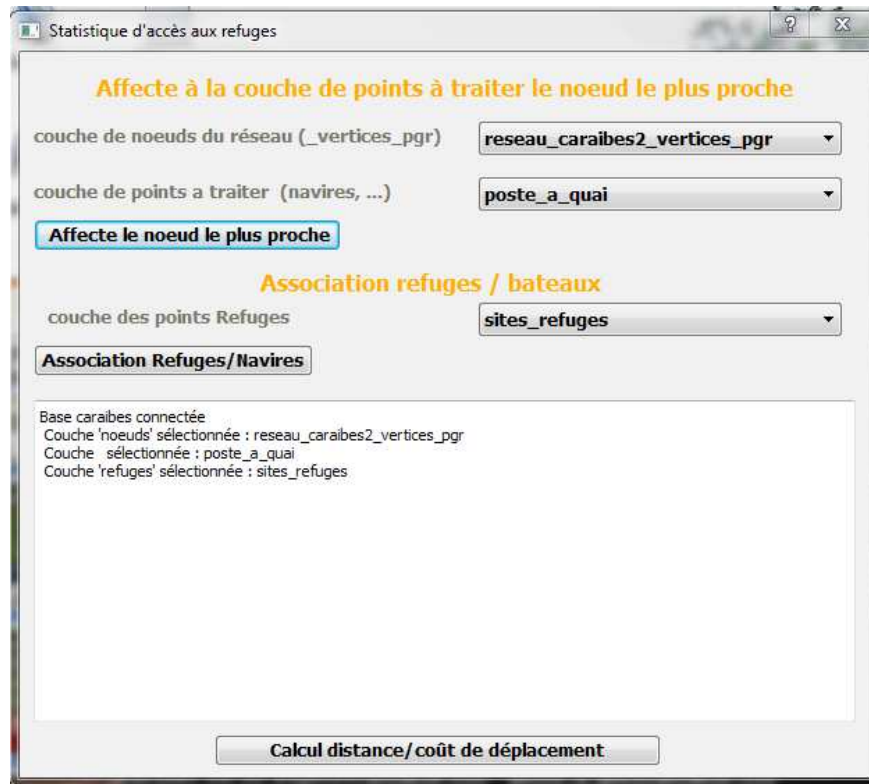 Statistique d'accès aux refuges
Affecte à la couche de points à traiter le noeud le plus proche
couche de noeuds du réseau (_vertices_pgr) reseau_caraibes2_vertices_pgr
couche de points a traiter (navires, ...) poste_a_quai
Affecte le noeud le plus proche
Association refuges / bateaux
couche des points Refuges sites_refuges
Association Refuges/Navires
Base caraibes connectée
Couche 'noeuds' sélectionnée : reseau_caraibes2_vertices_pgr
Couche sélectionnée : poste_a_quai
Couche 'refuges' sélectionnée : sites_refuges
Calcul distance/coût de déplacement